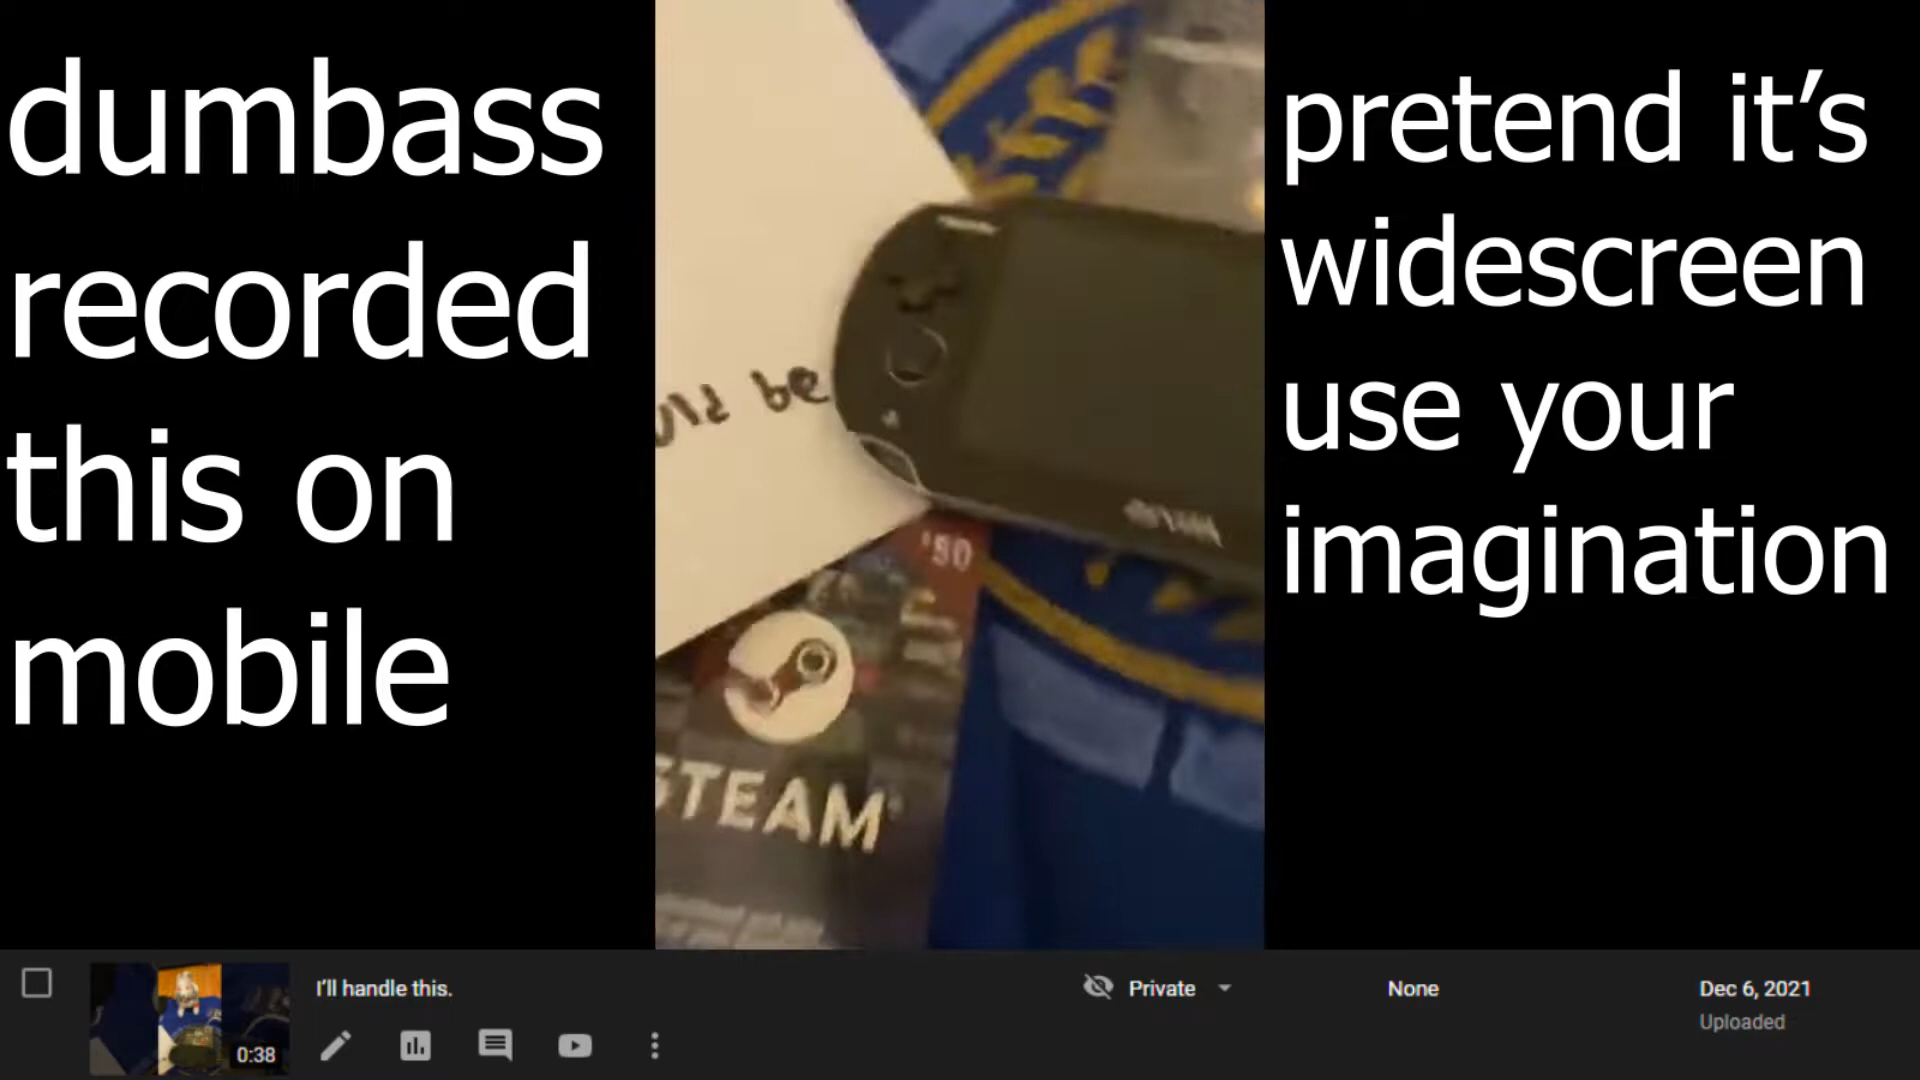 dumbass
recorded
this on
mobile
pretend it's
widescreen
use your
imagination
be
$50
STEAM
0:38
I'll handle this.
Private
None
Dec 6, 2021
Uploaded